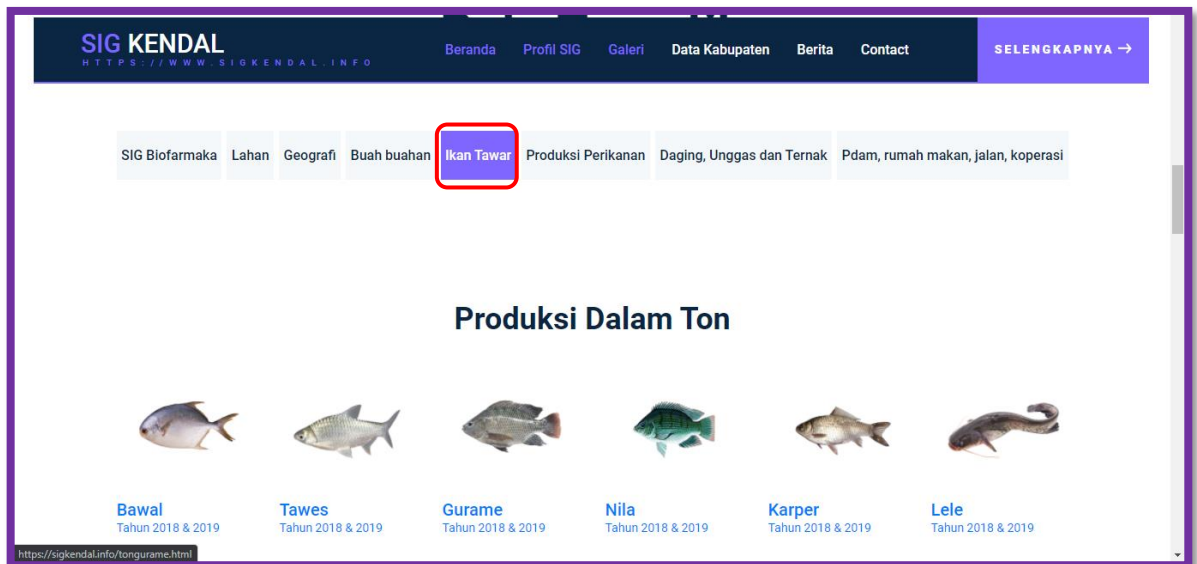 SIG KENDAL
HTTPS://WWW.SIGKENDAL.INFO
Beranda Profil SIG Galeri Data Kabupaten Berita Contact
SELENGKAPNYA →
SIG Biofarmaka Lahan Geografi Buah buahan Ikan Tawar Produksi Perikanan Daging, Unggas dan Ternak Pdam, rumah makan, jalan, koperasi
Produksi Dalam Ton
Bawal
Tahun 2018 & 2019
Tawes
Tahun 2018 & 2019
Gurame
Tahun 2018 & 2019
Nila
Tahun 2018 & 2019
Karper
Tahun 2018 & 2019
Lele
Tahun 2018 & 2019
https://sigkendal.info/tongurame.html